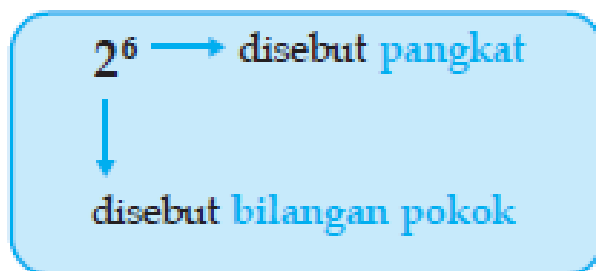 2⁶ → disebut pangkat
↓
disebut bilangan pokok